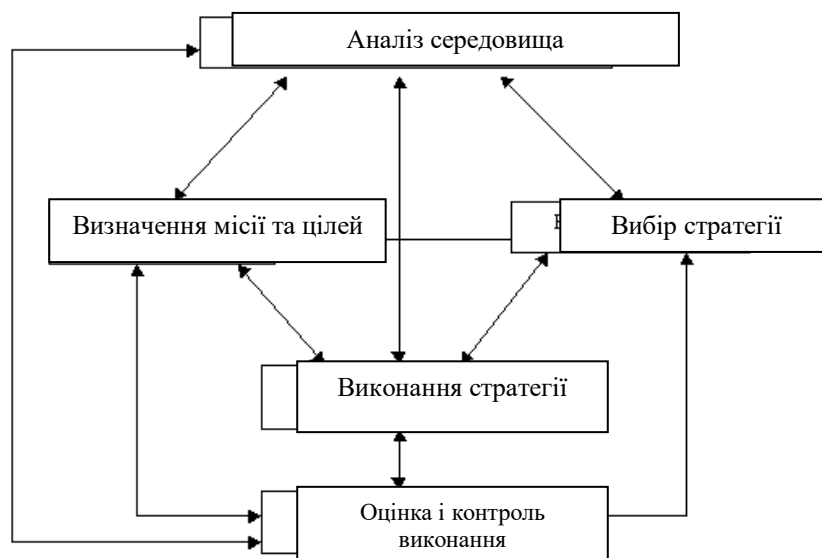 Аналіз середовища
Визначення місії та цілей
Вибір стратегії
Виконання стратегії
Оцінка і контроль
виконання